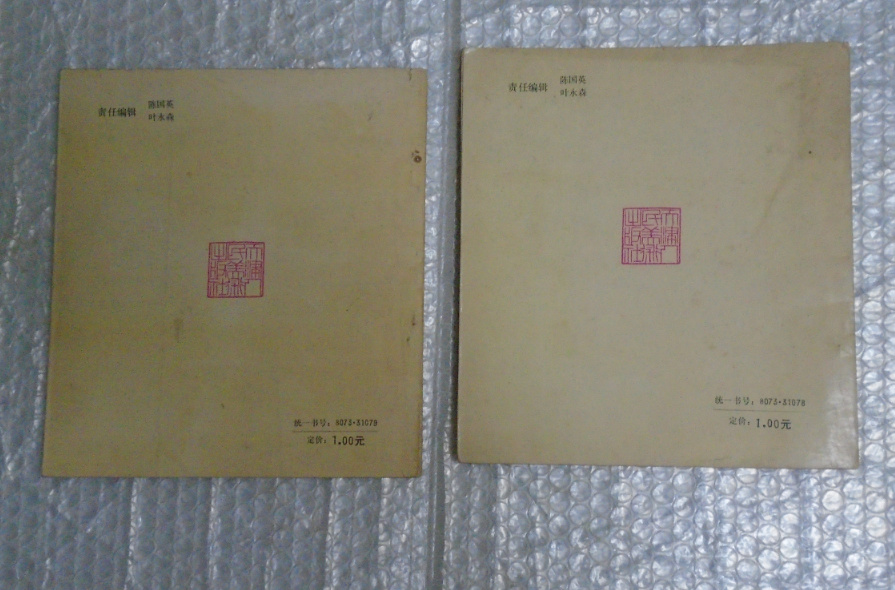 责任编辑
陈国英
叶永森
统一书号：8073·31079
定价：1.00元
责任编辑
陈国英
叶永森
统一书号：8073·31078
定价：1.00元